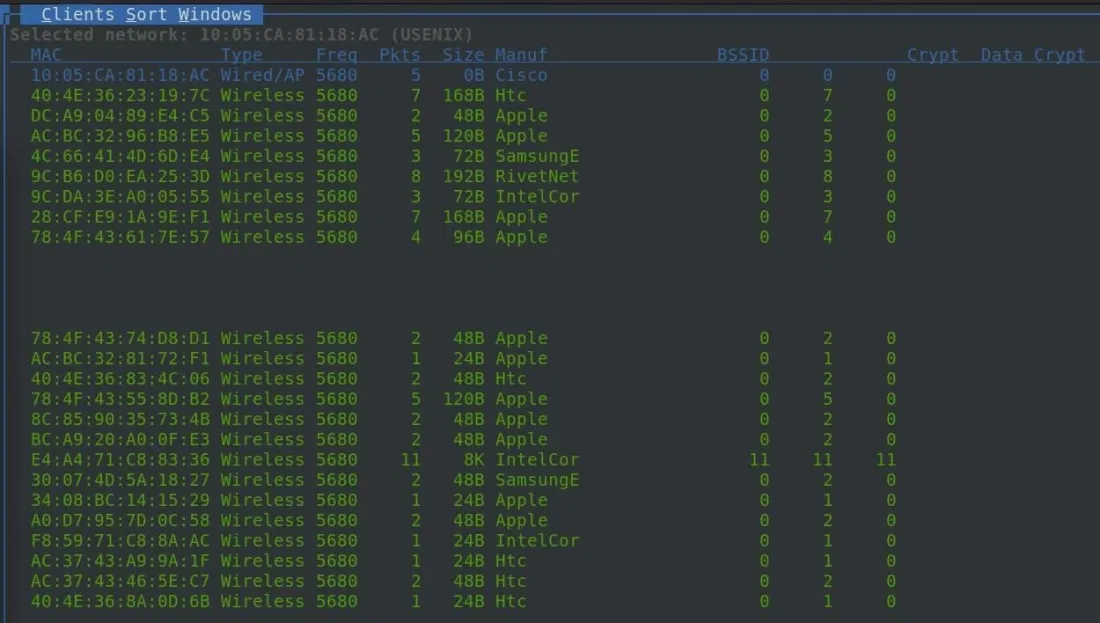 Clients Sort Windows
Selected network: 10:05:CA:81:18:AC (USENIX)
MAC Type Freq Pkts Size Manuf BSSID Crypt Data Crypt
10:05:CA:81:18:AC Wired/AP 5680 5 0B Cisco 0 0 0
40:4E:36:23:19:7C Wireless 5680 7 168B Htc 0 7 0
DC:A9:04:89:E4:C5 Wireless 5680 2 48B Apple 0 2 0
AC:BC:32:96:B8:E5 Wireless 5680 5 120B Apple 0 5 0
4C:66:41:4D:6D:E4 Wireless 5680 3 72B SamsungE 0 3 0
9C:B6:D0:EA:25:3D Wireless 5680 8 192B RivetNet 0 8 0
9C:DA:3E:A0:05:55 Wireless 5680 3 72B IntelCor 0 3 0
28:CF:E9:1A:9E:F1 Wireless 5680 7 168B Apple 0 7 0
78:4F:43:61:7E:57 Wireless 5680 4 96B Apple 0 4 0
78:4F:43:74:D8:D1 Wireless 5680 2 48B Apple 0 2 0
AC:BC:32:81:72:F1 Wireless 5680 1 24B Apple 0 1 0
40:4E:36:83:4C:06 Wireless 5680 2 48B Htc 0 2 0
78:4F:43:55:8D:B2 Wireless 5680 5 120B Apple 0 5 0
8C:85:90:35:73:4B Wireless 5680 2 48B Apple 0 2 0
BC:A9:20:A0:0F:E3 Wireless 5680 2 48B Apple 0 2 0
E4:A4:71:C8:83:36 Wireless 5680 11 8K IntelCor 11 11 11
30:07:4D:5A:18:27 Wireless 5680 2 48B SamsungE 0 2 0
34:08:BC:14:15:29 Wireless 5680 1 24B Apple 0 1 0
A0:D7:95:7D:0C:58 Wireless 5680 2 48B Apple 0 2 0
F8:59:71:C8:8A:AC Wireless 5680 1 24B IntelCor 0 1 0
AC:37:43:A9:9A:1F Wireless 5680 1 24B Htc 0 1 0
AC:37:43:46:5E:C7 Wireless 5680 2 48B Htc 0 2 0
40:4E:36:8A:0D:6B Wireless 5680 1 24B Htc 0 1 0